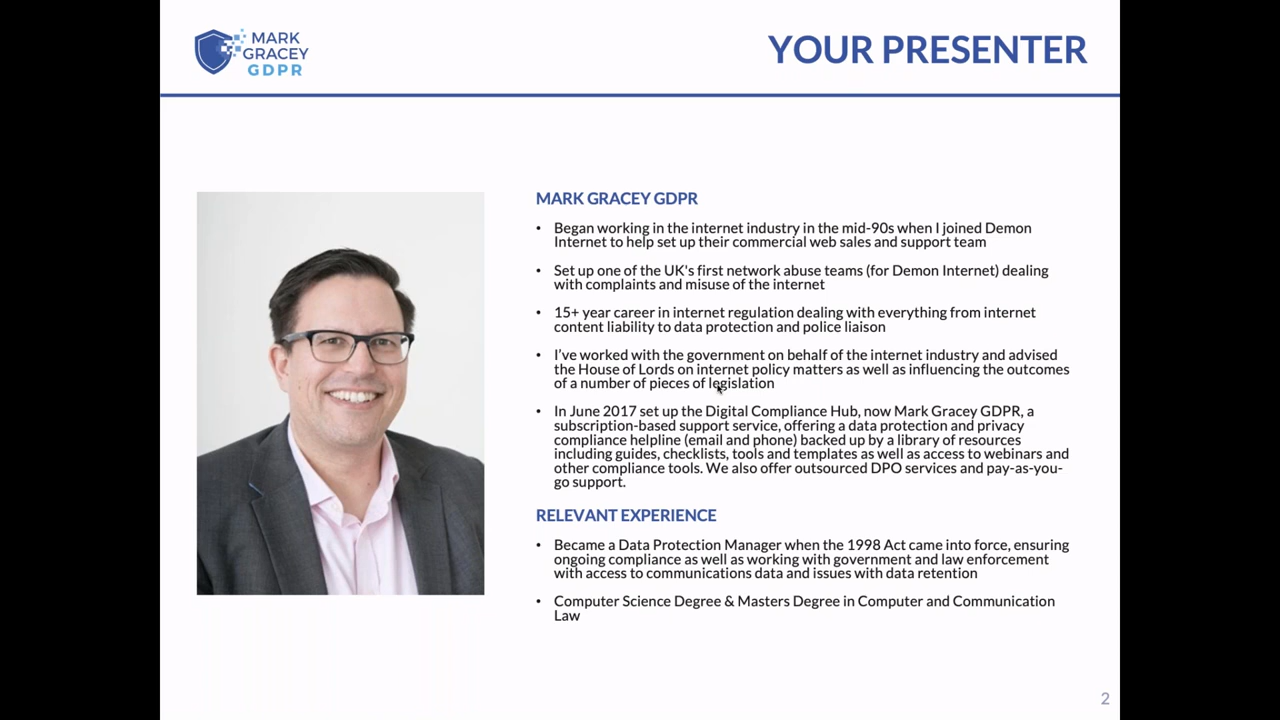 MARK
GRACEY
GDPR
YOUR PRESENTER
MARK GRACEY GDPR
• Began working in the internet industry in the mid-90s when I joined Demon
Internet to help set up their commercial web sales and support team
• Set up one of the UK's first network abuse teams (for Demon Internet) dealing
with complaints and misuse of the internet
• 15+ year career in internet regulation dealing with everything from internet
content liability to data protection and police liaison
• I've worked with the government on behalf of the internet industry and advised
the House of Lords on internet policy matters as well as influencing the outcomes
of a number of pieces of legislation
• In June 2017 set up the Digital Compliance Hub, now Mark Gracey GDPR, a
subscription-based support service, offering a data protection and privacy
compliance helpline (email and phone) backed up by a library of resources
including guides, checklists, tools and templates as well as access to webinars and
other compliance tools. We also offer outsourced DPO services and pay-as-you-
go support.
RELEVANT EXPERIENCE
• Became a Data Protection Manager when the 1998 Act came into force, ensuring
ongoing compliance as well as working with government and law enforcement
with access to communications data and issues with data retention
• Computer Science Degree & Masters Degree in Computer and Communication
Law
2